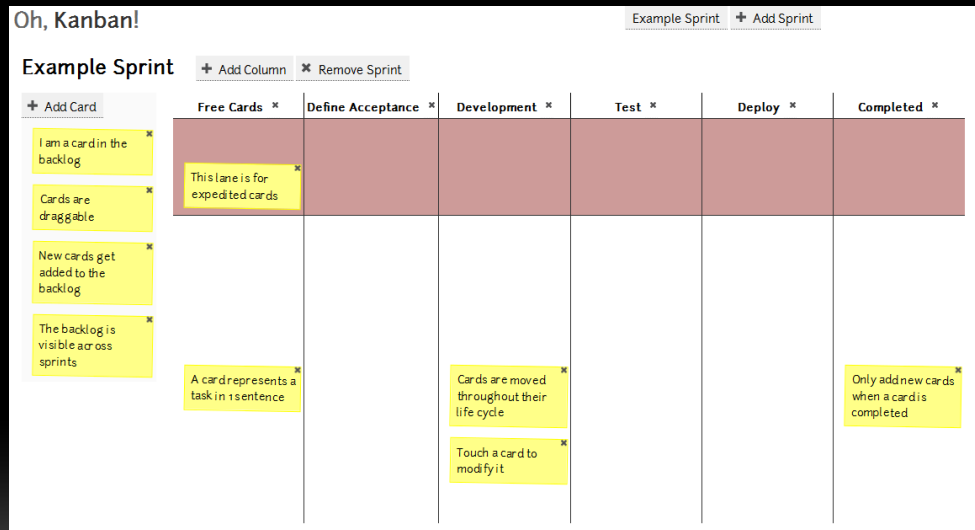 Oh, Kanban!
Example Sprint
+ Add Sprint
Example Sprint
+ Add Column
✖ Remove Sprint
+ Add Card
Free Cards ✖
Define Acceptance ✖
Development ✖
Test ✖
Deploy ✖
Completed ✖
I am a card in the
backlog
Cards are
draggable
New cards get
added to the
backlog
The backlog is
visible across
sprints
This lane is for
expedited cards
A card represents a
task in 1 sentence
Cards are moved
throughout their
life cycle
Touch a card to
modify it
Only add new cards
when a card is
completed